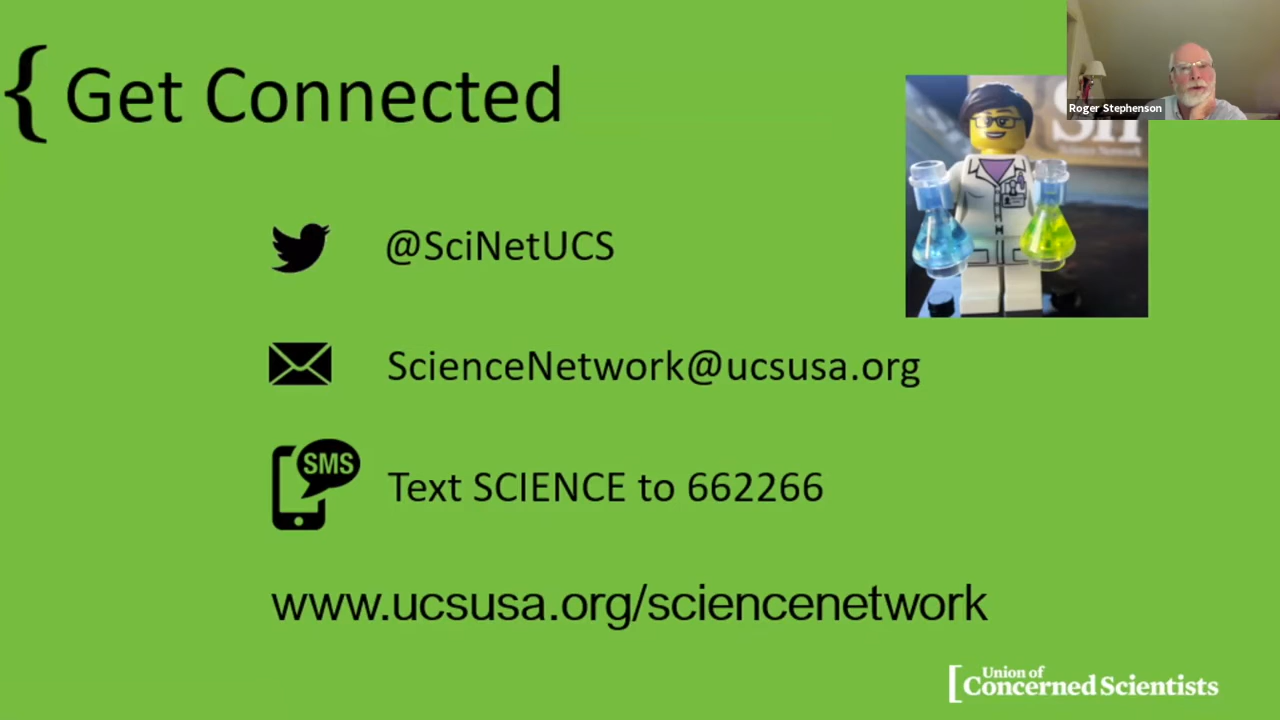 { Get Connected
Roger Stephenson
@SciNetUCS
ScienceNetwork@ucsusa.org
SMS
Text SCIENCE to 662266
www.ucsusa.org/sciencenetwork
[ Union of
Concerned Scientists